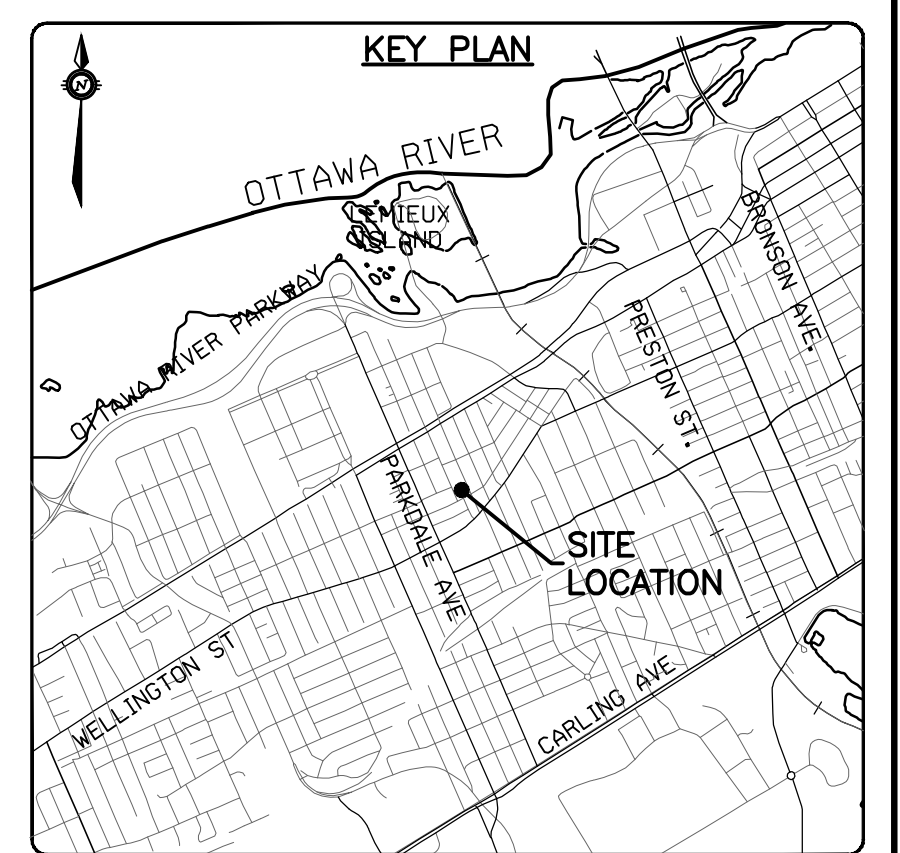 KEY PLAN
N
OTTAWA RIVER
LEMIEUX
ISLAND
BRONSON AVE.
OTTAWA RIVER PARKWAY
PRESTON ST.
PARKDALE AVE
SITE
LOCATION
WELLINGTON ST
CARLING AVE